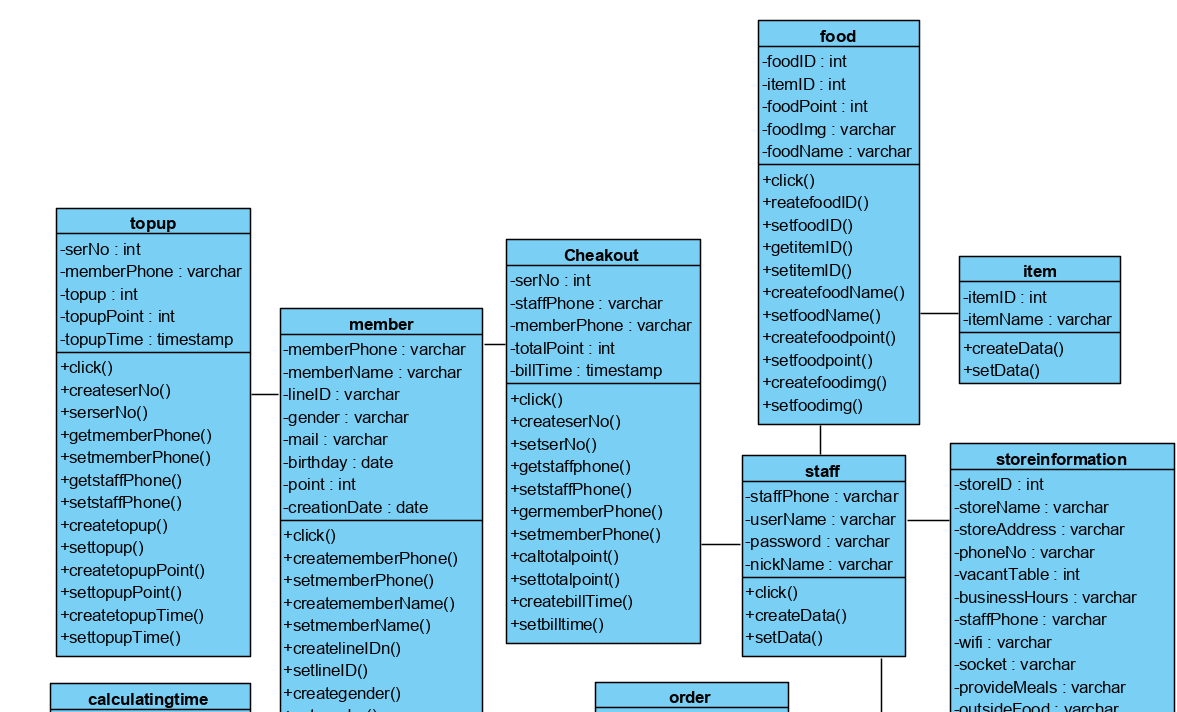 food
-foodID : int
-itemID : int
-foodPoint : int
-foodImg : varchar
-foodName : varchar
+click()
+reatefoodID()
+setfoodID()
+getitemID()
+setitemID()
+createfoodName()
+setfoodName()
+createfoodpoint()
+setfoodpoint()
+createfoodimg()
+setfoodimg()
topup
-serNo : int
-memberPhone : varchar
-topup : int
-topupPoint : int
-topupTime : timestamp
+click()
+createserNo()
+serserNo()
+getmemberPhone()
+setmemberPhone()
+getstaffPhone()
+setstaffPhone()
+createtopup()
+settopup()
+createtopupPoint()
+settopupPoint()
+createtopupTime()
+settopupTime()
Cheakout
-serNo : int
-staffPhone : varchar
-memberPhone : varchar
-totalPoint : int
-billTime : timestamp
+click()
+createserNo()
+setserNo()
+getstaffphone()
+setstaffPhone()
+germemberPhone()
+setmemberPhone()
+caltotalpoint()
+settotalpoint()
+createbillTime()
+setbilltime()
item
-itemID : int
-itemName : varchar
+createData()
+setData()
member
-memberPhone : varchar
-memberName : varchar
-lineID : varchar
-gender : varchar
-mail : varchar
-birthday : date
-point : int
-creationDate : date
+click()
+creatememberPhone()
+setmemberPhone()
+creatememberName()
+setmemberName()
+createlineIDn()
+setlineID()
+creategender()
staff
-staffPhone : varchar
-userName : varchar
-password : varchar
-nickName : varchar
+click()
+createData()
+setData()
storeinformation
-storeID : int
-storeName : varchar
-storeAddress : varchar
-phoneNo : varchar
-vacantTable : int
-businessHours : varchar
-staffPhone : varchar
-wifi : varchar
-socket : varchar
-provideMeals : varchar
-outsideFood : varchar
calculatingtime
order